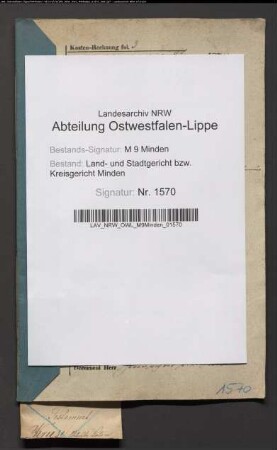 Kosten-Rechnung fol.
Landesarchiv NRW
Abteilung Ostwestfalen-Lippe
Bestands-Signatur: M 9 Minden
Bestand: Land- und Stadtgericht bzw.
Kreisgericht Minden
Signatur: Nr. 1570
LAV_NRW_OWL_M9Minden_01570
Herr
1570